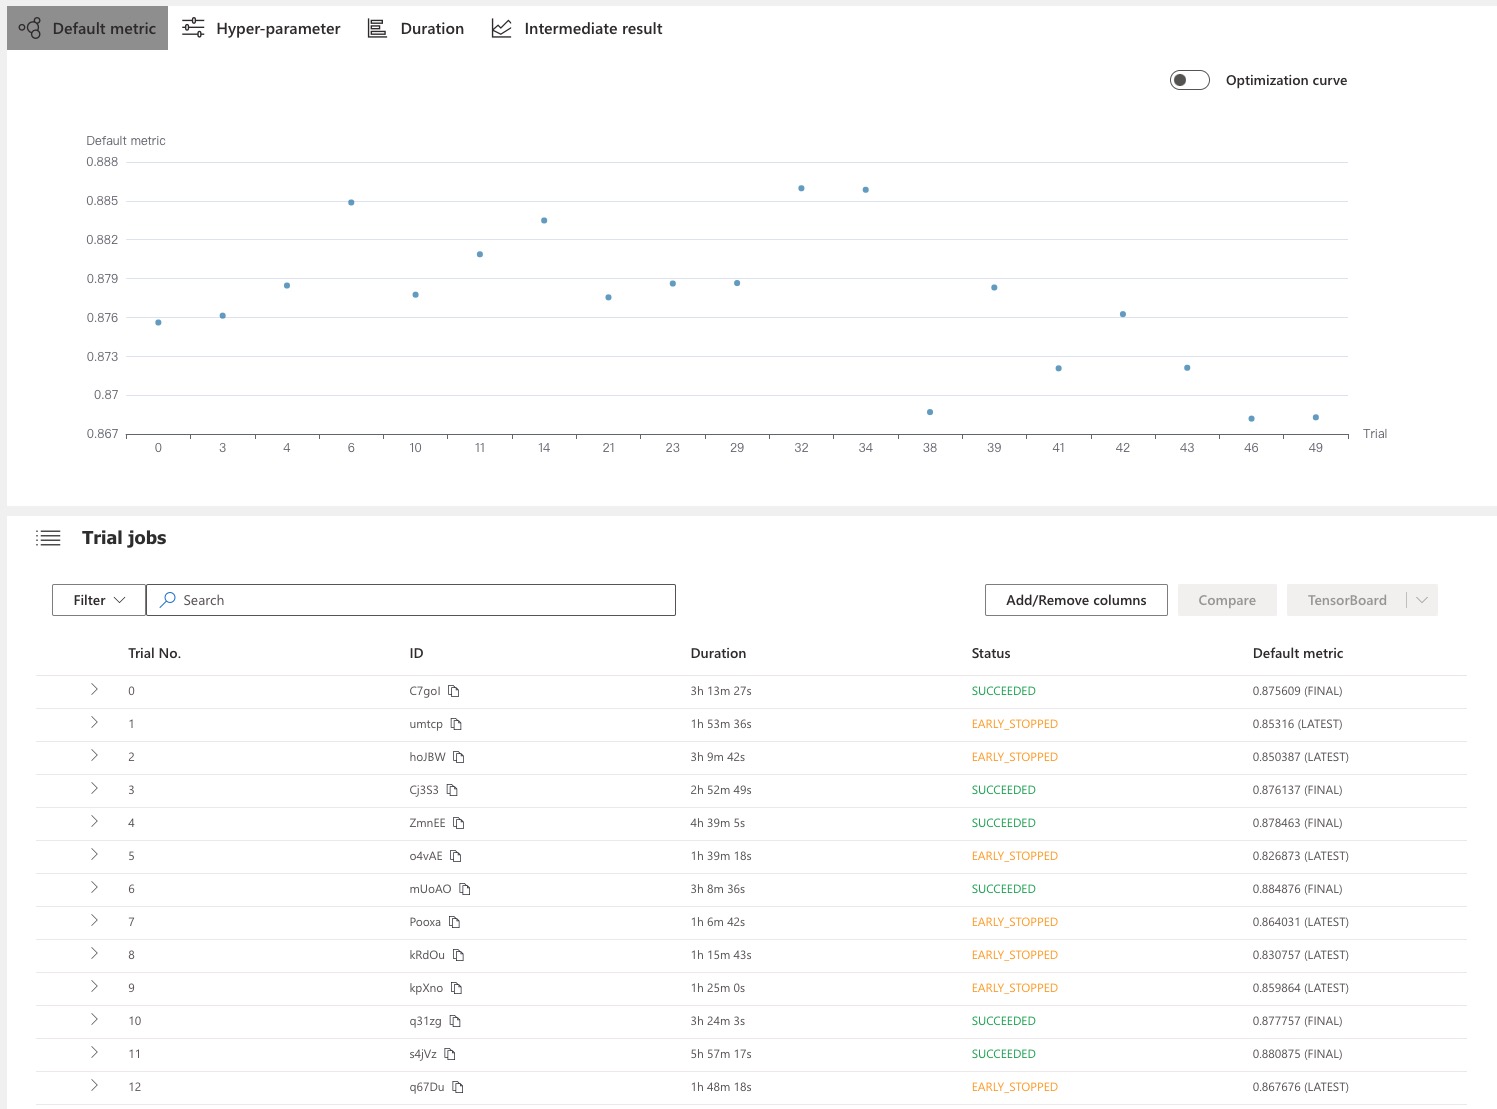 Default metric Hyper-parameter Duration Intermediate result
Optimization curve
Default metric
0.888
0.885
0.882
0.879
0.876
0.873
0.87
0.867
0 3 4 6 10 11 14 21 23 29 32 34 38 39 41 42 43 46 49
Trial
Trial jobs
Filter Search Add/Remove columns Compare TensorBoard
Trial No. ID Duration Status Default metric
0 C7goI 3h 13m 27s SUCCEEDED 0.875609 (FINAL)
1 umtcp 1h 53m 36s EARLY_STOPPED 0.85316 (LATEST)
2 hoJBW 3h 9m 42s EARLY_STOPPED 0.850387 (LATEST)
3 Cj3S3 2h 52m 49s SUCCEEDED 0.876137 (FINAL)
4 ZmnEE 4h 39m 5s SUCCEEDED 0.878463 (FINAL)
5 o4vAE 1h 39m 18s EARLY_STOPPED 0.826873 (LATEST)
6 mUoAO 3h 8m 36s SUCCEEDED 0.884876 (FINAL)
7 Pooxa 1h 6m 42s EARLY_STOPPED 0.864031 (LATEST)
8 kRdOu 1h 15m 43s EARLY_STOPPED 0.830757 (LATEST)
9 kpXno 1h 25m 0s EARLY_STOPPED 0.859864 (LATEST)
10 q31zg 3h 24m 3s SUCCEEDED 0.877757 (FINAL)
11 s4jVz 5h 57m 17s SUCCEEDED 0.880875 (FINAL)
12 q67Du 1h 48m 18s EARLY_STOPPED 0.867676 (LATEST)